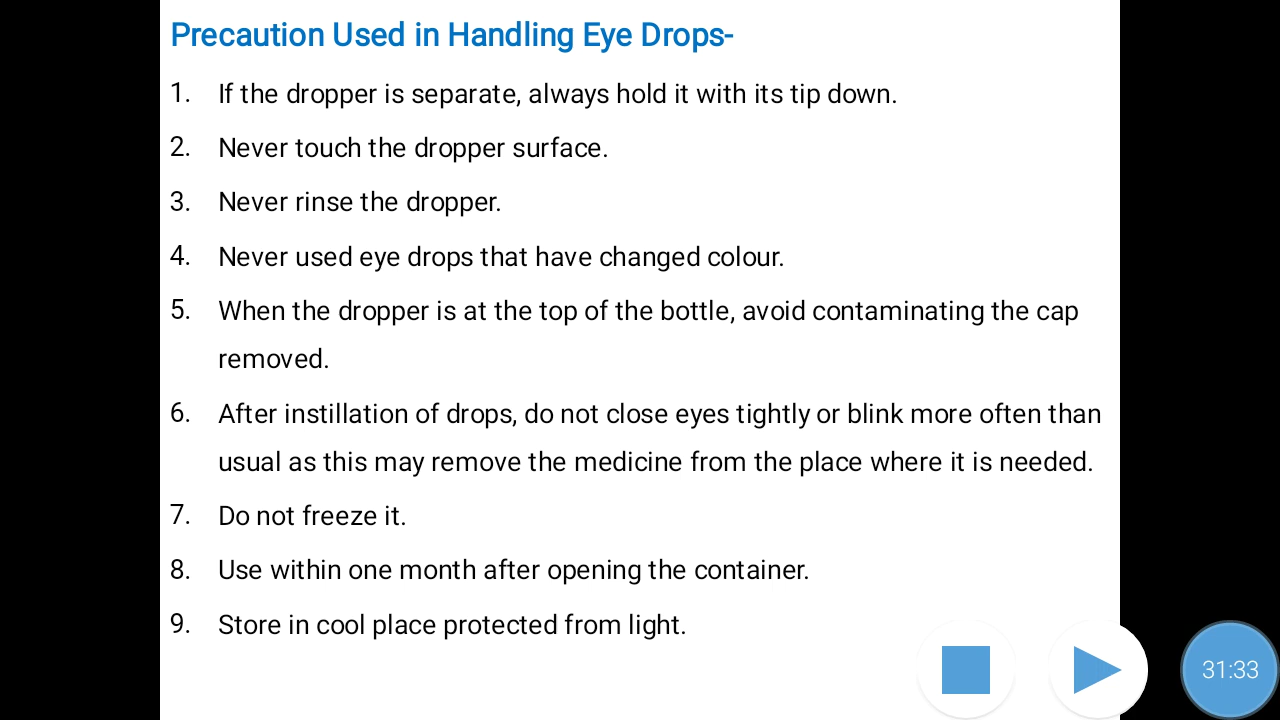 Precaution Used in Handling Eye Drops-
1. If the dropper is separate, always hold it with its tip down.
2. Never touch the dropper surface.
3. Never rinse the dropper.
4. Never used eye drops that have changed colour.
5. When the dropper is at the top of the bottle, avoid contaminating the cap
removed.
6. After instillation of drops, do not close eyes tightly or blink more often than
usual as this may remove the medicine from the place where it is needed.
7. Do not freeze it.
8. Use within one month after opening the container.
9. Store in cool place protected from light.
31:33